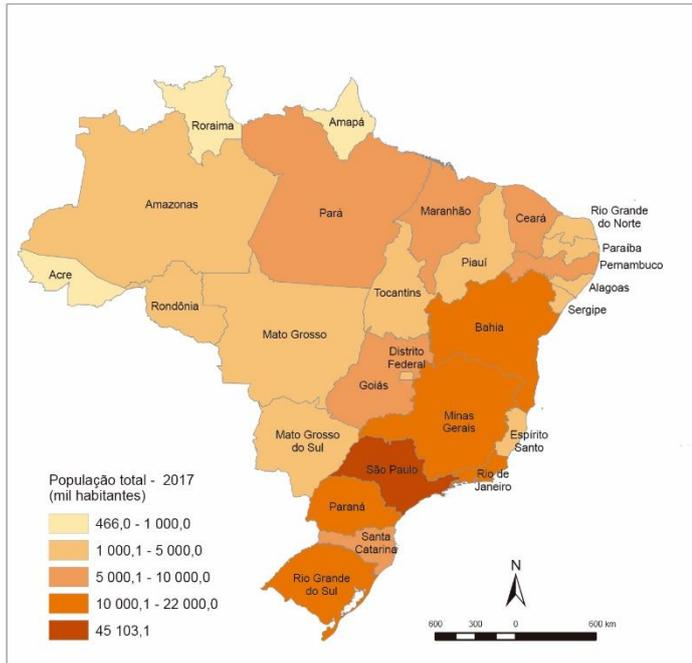 Roraima
Amapá
Amazonas
Pará
Maranhão
Ceará
Rio Grande
do Norte
Paraíba
Pernambuco
Alagoas
Sergipe
Piauí
Acre
Rondônia
Tocantins
Mato Grosso
Bahia
Distrito
Federal
Goiás
Minas
Gerais
Espírito
Santo
Mato Grosso
do Sul
São Paulo
Rio de
Janeiro
Paraná
Santa
Catarina
Rio Grande
do Sul
População total - 2017
(mil habitantes)
466,0 - 1 000,0
1 000,1 - 5 000,0
5 000,1 - 10 000,0
10 000,1 - 22 000,0
45 103,1
N
600 300 0 600 km